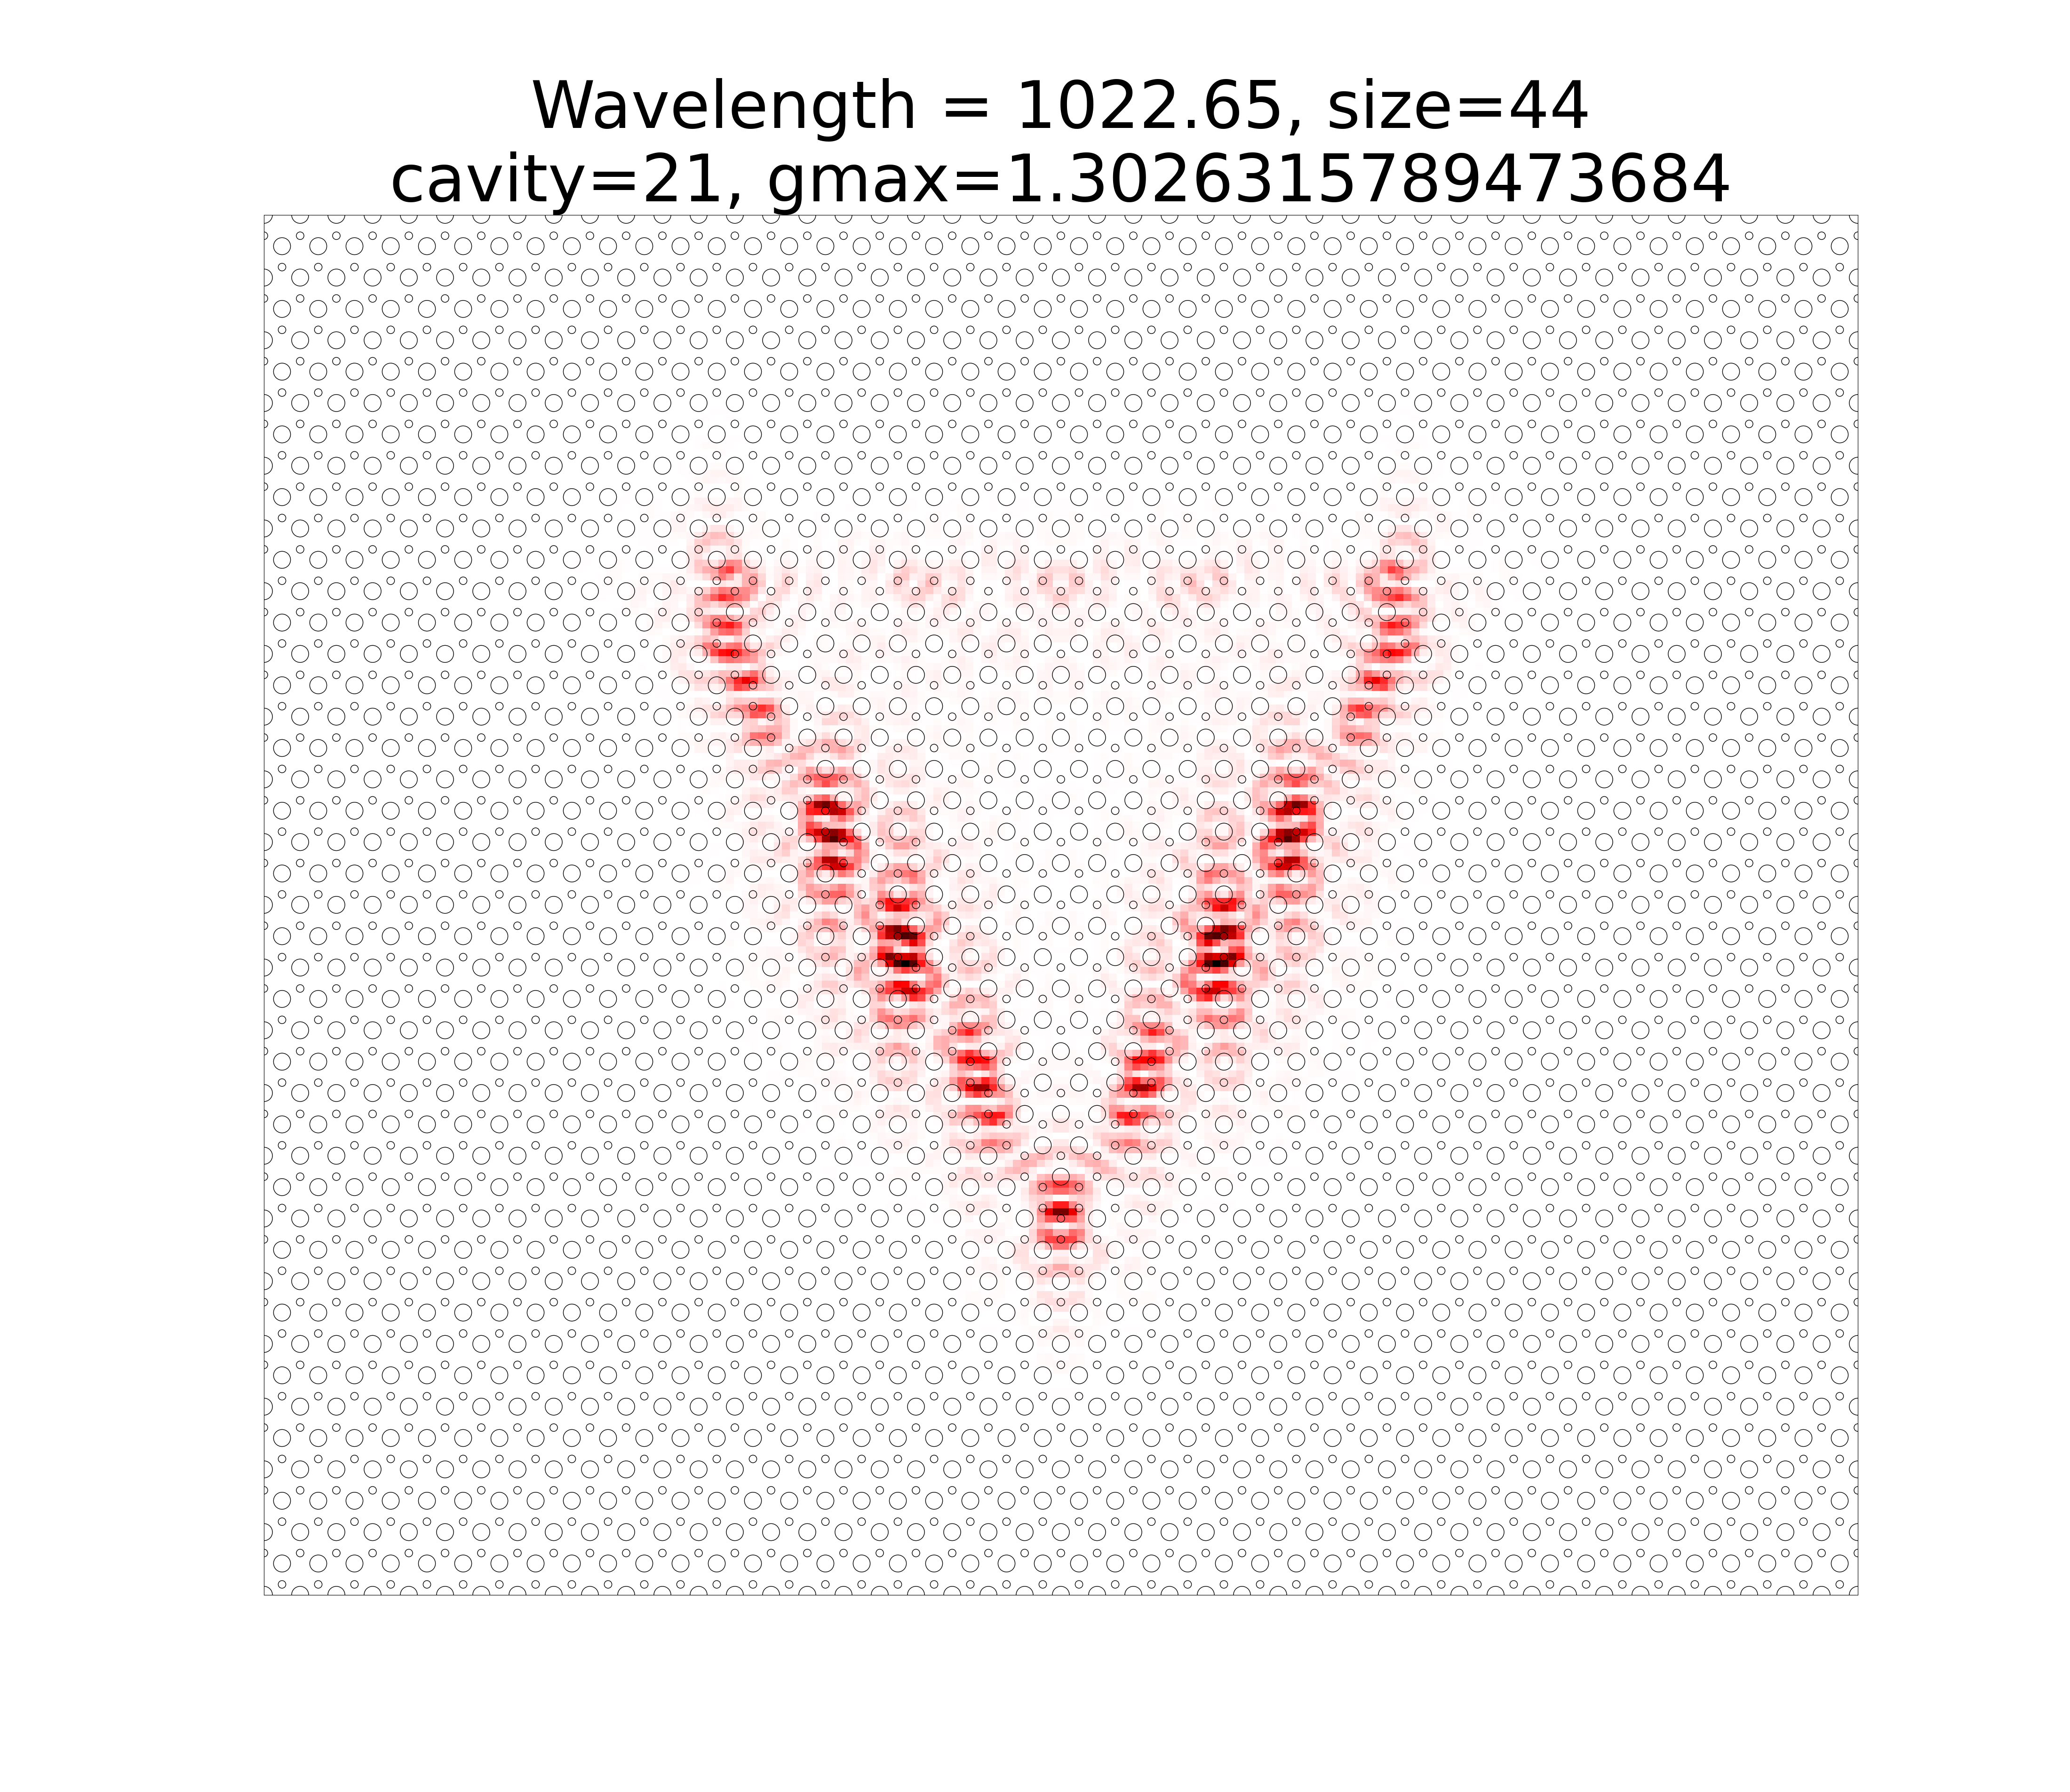 Wavelength = 1022.65, size=44
cavity=21, gmax=1.3026315789473684